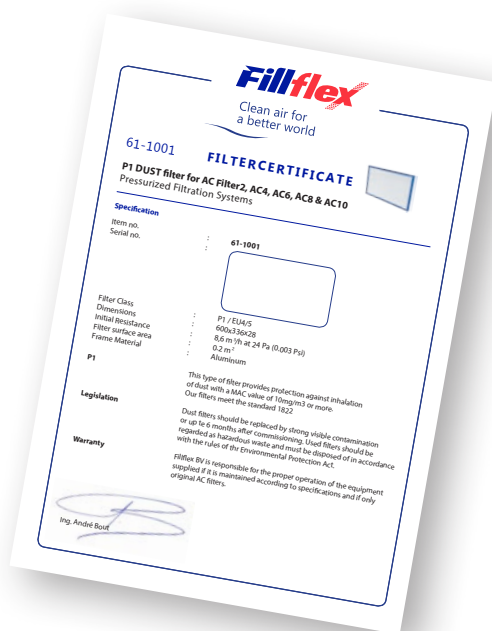 Fillflex
Clean air for
a better world
61-1001
FILTERCERTIFICATE
P1 DUST filter for AC Filter2, AC4, AC6, AC8 & AC10
Pressurized Filtration Systems
Specification
Item no. : 61-1001
Serial no. :
Filter Class : P1 / EU4/5
Dimensions : 600x336x28
Initial Resistance : 8,6 m³/h at 24 Pa (0,003 Psi)
Filter surface area : 0.2 m²
Frame Material : Aluminum
P1
This type of filter provides protection against inhalation
of dust with a MAC value of 10mg/m3 or more.
Our filters meet the standard 1822
Legislation
Dust filters should be replaced by strong visible contamination
or up te 6 months after commissioning. Used filters should be
regarded as hazardous waste and must be disposed of in accordance
with the rules of thr Environmental Protection Act.
Warranty
Fillflex BV is responsible for the proper operation of the equipment
supplied if it is maintained according to specifications and if only
original AC filters.
Ing. André Bout